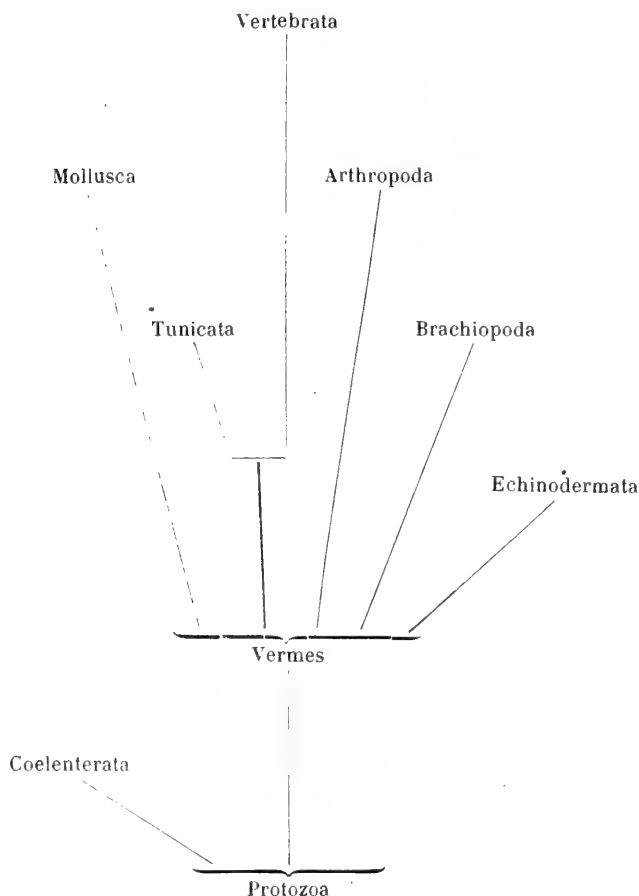 Vertebrata
Mollusca
Arthropoda
Tunicata
Brachiopoda
Echinodermata
Vermes
Coelenterata
Protozoa